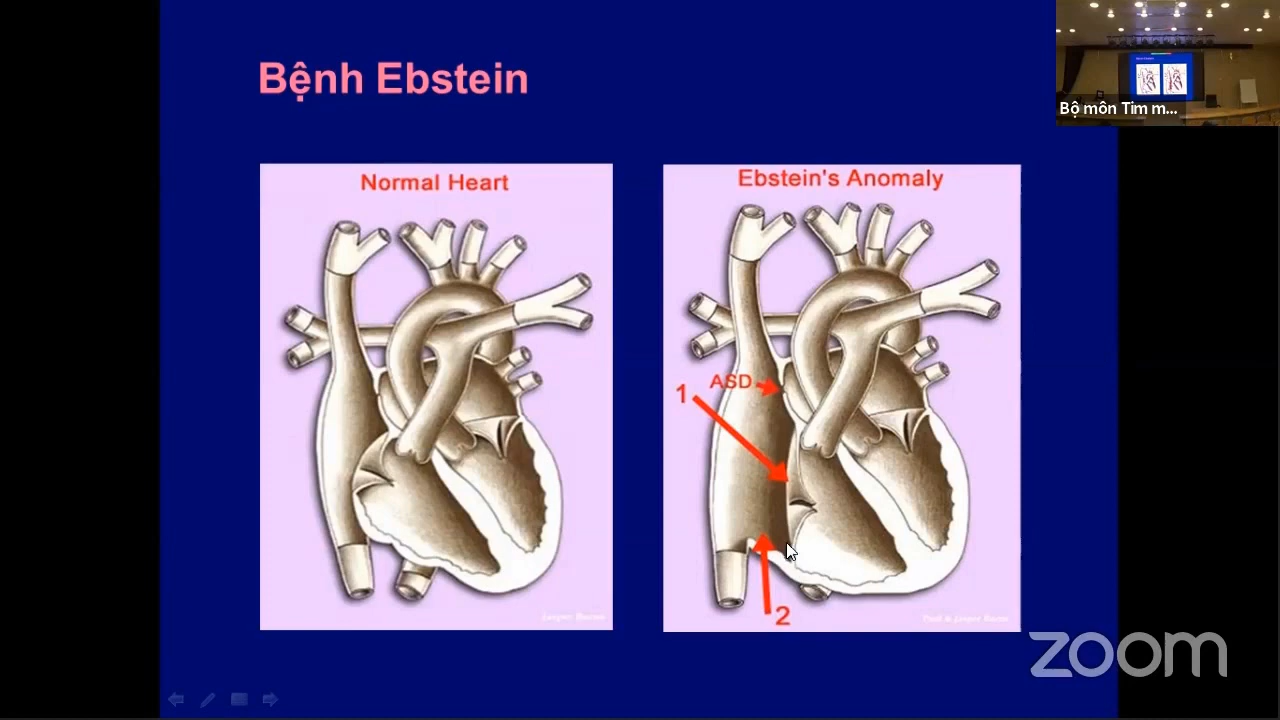 Bệnh Ebstein
Bộ môn Tim m...
Normal Heart
Ebstein's Anomaly
ASD
1
2
zoom